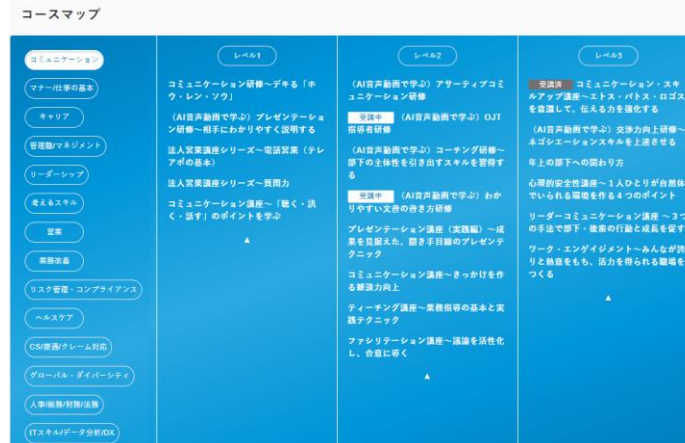 コースマップ
コミュニケーション
マナー/仕事の基本
キャリア
管理職/マネジメント
リーダーシップ
考えるスキル
営業
業務改善
リスク管理・コンプライアンス
ヘルスケア
CS/接遇/クレーム対応
グローバル・ダイバーシティ
人事/総務/財務/法務
ITスキル/データ分析/DX
レベル1
コミュニケーション研修~デキる「ホ
ウ・レン・ソウ」
(AI音声動画で学ぶ)プレゼンテーショ
ン研修~相手にわかりやすく説明する
法人営業講座シリーズ~電話営業(テレ
アポの基本)
法人営業講座シリーズ~質問力
コミュニケーション講座~「聴く・訊
く・話す」のポイントを学ぶ
▲
レベル2
(AI音声動画で学ぶ)アサーティブコミ
ュニケーション研修
受講中 (AI音声動画で学ぶ)OJT
指導者研修
(AI音声動画で学ぶ)コーチング研修~
部下の主体性を引き出すスキルを習得す
る
受講中 (AI音声動画で学ぶ)わか
りやすい文書の書き方研修
プレゼンテーション講座(実践編)~成
果を見据えた、聞き手目線のプレゼンテ
クニック
コミュニケーション講座~きっかけを作
る雑談力向上
ティーチング講座~業務指導の基本と実
践テクニック
ファシリテーション講座~議論を活性化
し、合意に導く
▲
レベル3
受講済 コミュニケーション・スキ
ルアップ講座~エトス・パトス・ロゴス
を意識して、伝える力を強化する
(AI音声動画で学ぶ)交渉力向上研修~
ネゴシエーションスキルを上達させる
年上の部下への関わり方
心理的安全性講座~1人ひとりが自然体
でいられる環境を作る4つのポイント
リーダーコミュニケーション講座 ~3つ
の手法で部下・後輩の行動と成長を促す
ワーク・エンゲイジメント~みんなが誇
りと熱意をもち、活力を得られる職場を
つくる
▲